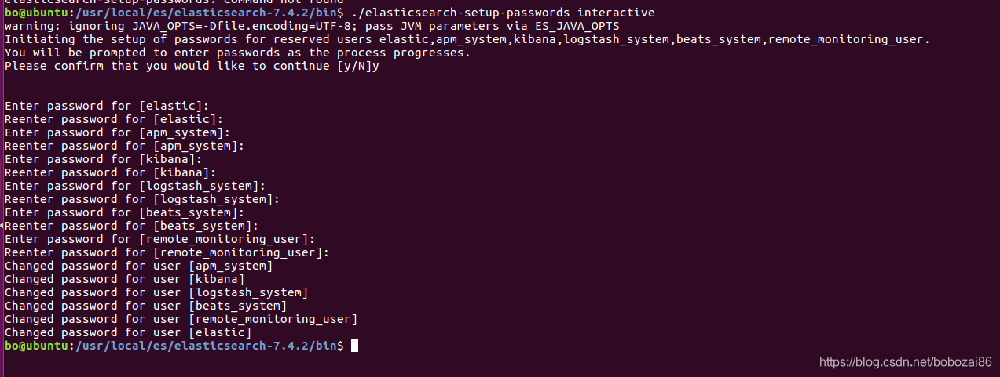 elasticsearch-setup-passwords: command not found
bo@ubuntu:/usr/local/es/elasticsearch-7.4.2/bin$ ./elasticsearch-setup-passwords interactive
warning: ignoring JAVA_OPTS=-Dfile.encoding=UTF-8; pass JVM parameters via ES_JAVA_OPTS
Initiating the setup of passwords for reserved users elastic,apm_system,kibana,logstash_system,beats_system,remote_monitoring_user.
You will be prompted to enter passwords as the process progresses.
Please confirm that you would like to continue [y/N]y
Enter password for [elastic]:
Reenter password for [elastic]:
Enter password for [apm_system]:
Reenter password for [apm_system]:
Enter password for [kibana]:
Reenter password for [kibana]:
Enter password for [logstash_system]:
Reenter password for [logstash_system]:
Enter password for [beats_system]:
Reenter password for [beats_system]:
Enter password for [remote_monitoring_user]:
Reenter password for [remote_monitoring_user]:
Changed password for user [apm_system]
Changed password for user [kibana]
Changed password for user [logstash_system]
Changed password for user [beats_system]
Changed password for user [remote_monitoring_user]
Changed password for user [elastic]
bo@ubuntu:/usr/local/es/elasticsearch-7.4.2/bin$
https://blog.csdn.net/bobozai86